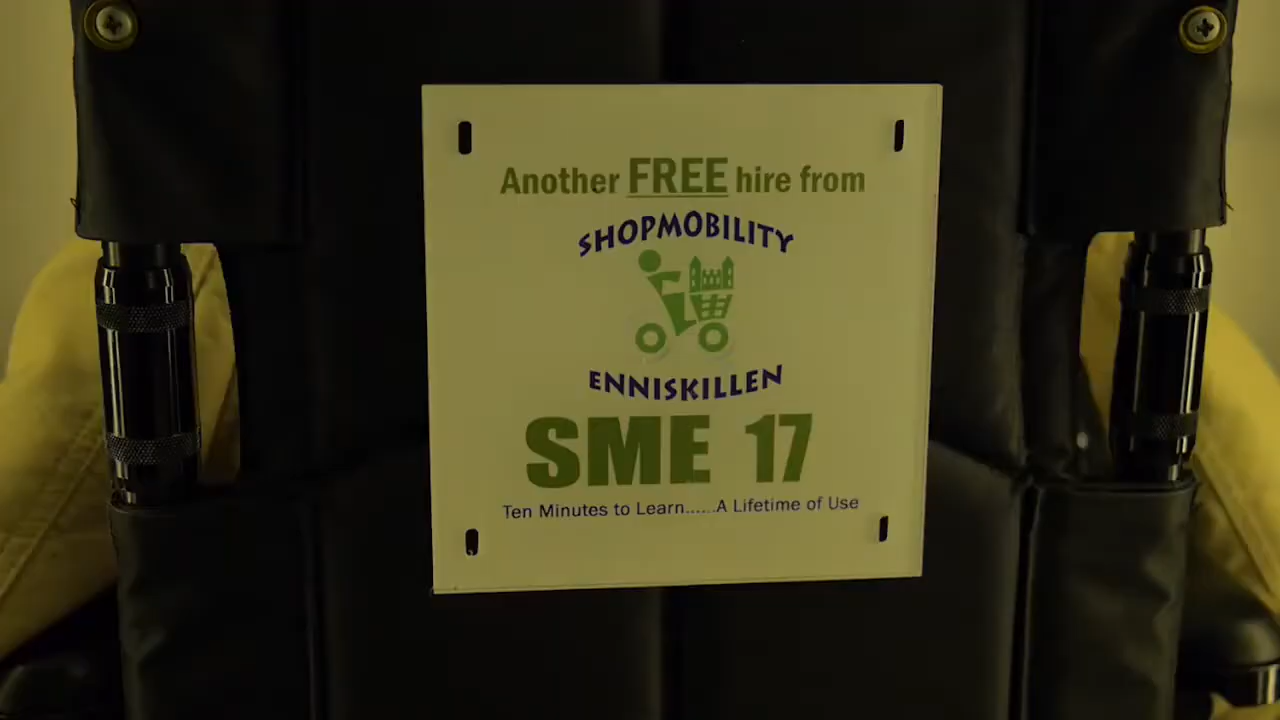 Another FREE hire from
SHOPMOBILITY
ENNISKILLEN
SME 17
Ten Minutes to Learn......A Lifetime of Use